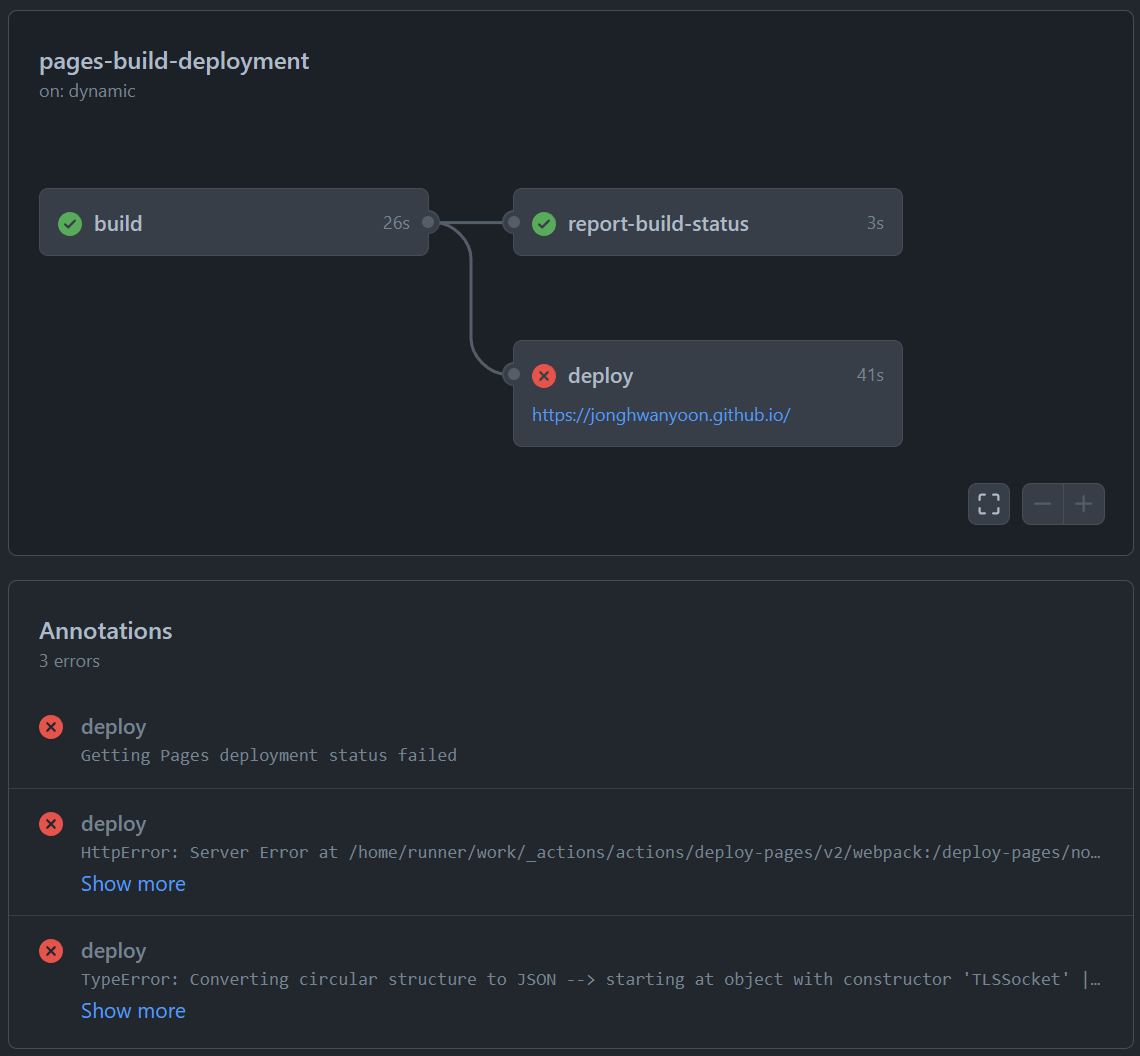 pages-build-deployment
on: dynamic
build 26s
report-build-status 3s
deploy 41s
https://jonghwanyoon.github.io/
Annotations
3 errors
deploy
Getting Pages deployment status failed
deploy
HttpError: Server Error at /home/runner/work/_actions/actions/deploy-pages/v2/webpack:/deploy-pages/no…
Show more
deploy
TypeError: Converting circular structure to JSON --> starting at object with constructor 'TLSSocket' |…
Show more